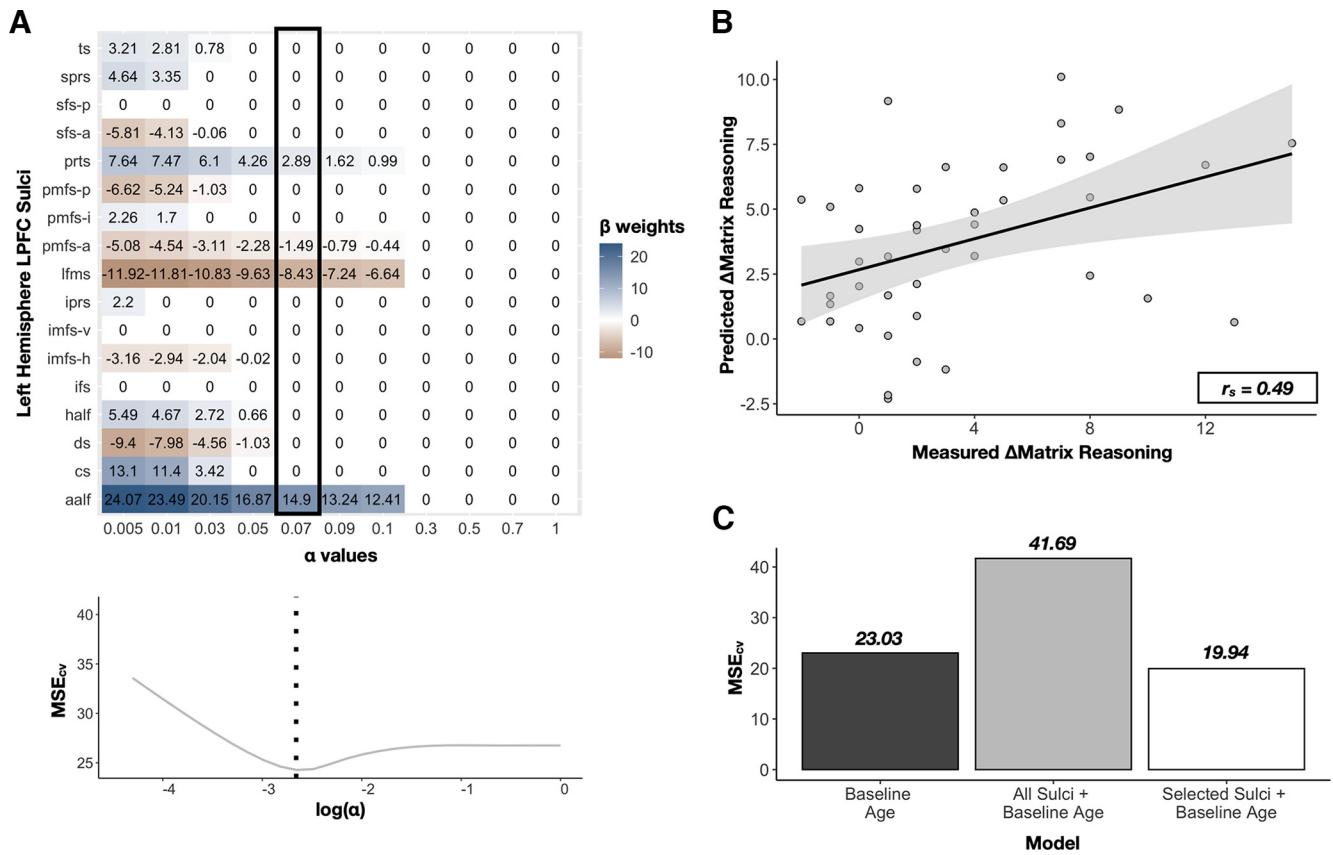 A
Left Hemisphere LPFC Sulci
ts 3.21 2.81 0.78 0 0 0 0 0 0 0 0
sprs 4.64 3.35 0 0 0 0 0 0 0 0 0
sfs-p 0 0 0 0 0 0 0 0 0 0 0
sfs-a -5.81 -4.13 -0.06 0 0 0 0 0 0 0 0
prts 7.64 7.47 6.1 4.26 2.89 1.62 0.99 0 0 0 0
pmfs-p -6.62 -5.24 -1.03 0 0 0 0 0 0 0 0
pmfs-i 2.26 1.7 0 0 0 0 0 0 0 0 0
pmfs-a -5.08 -4.54 -3.11 -2.28 -1.49 -0.79 -0.44 0 0 0 0
lfms -11.92 -11.81 -10.83 -9.63 -8.43 -7.24 -6.64 0 0 0 0
iprs 2.2 0 0 0 0 0 0 0 0 0 0
imfs-v 0 0 0 0 0 0 0 0 0 0 0
imfs-h -3.16 -2.94 -2.04 -0.02 0 0 0 0 0 0 0
ifs 0 0 0 0 0 0 0 0 0 0 0
half 5.49 4.67 2.72 0.66 0 0 0 0 0 0 0
ds -9.4 -7.98 -4.56 -1.03 0 0 0 0 0 0 0
cs 13.1 11.4 3.42 0 0 0 0 0 0 0 0
aalf 24.07 23.49 20.15 16.87 14.9 13.24 12.41 0 0 0 0
0.005 0.01 0.03 0.05 0.07 0.09 0.1 0.3 0.5 0.7 1
α values
β weights
20
10
0
-10
MSEcv
40
35
30
25
-4 -3 -2 -1 0
log(α)
B
Predicted ΔMatrix Reasoning
10.0
7.5
5.0
2.5
0.0
-2.5
rs = 0.49
0 4 8 12
Measured ΔMatrix Reasoning
C
MSEcv
40
30
20
10
0
23.03
41.69
19.94
Baseline
Age
All Sulci +
Baseline Age
Selected Sulci +
Baseline Age
Model